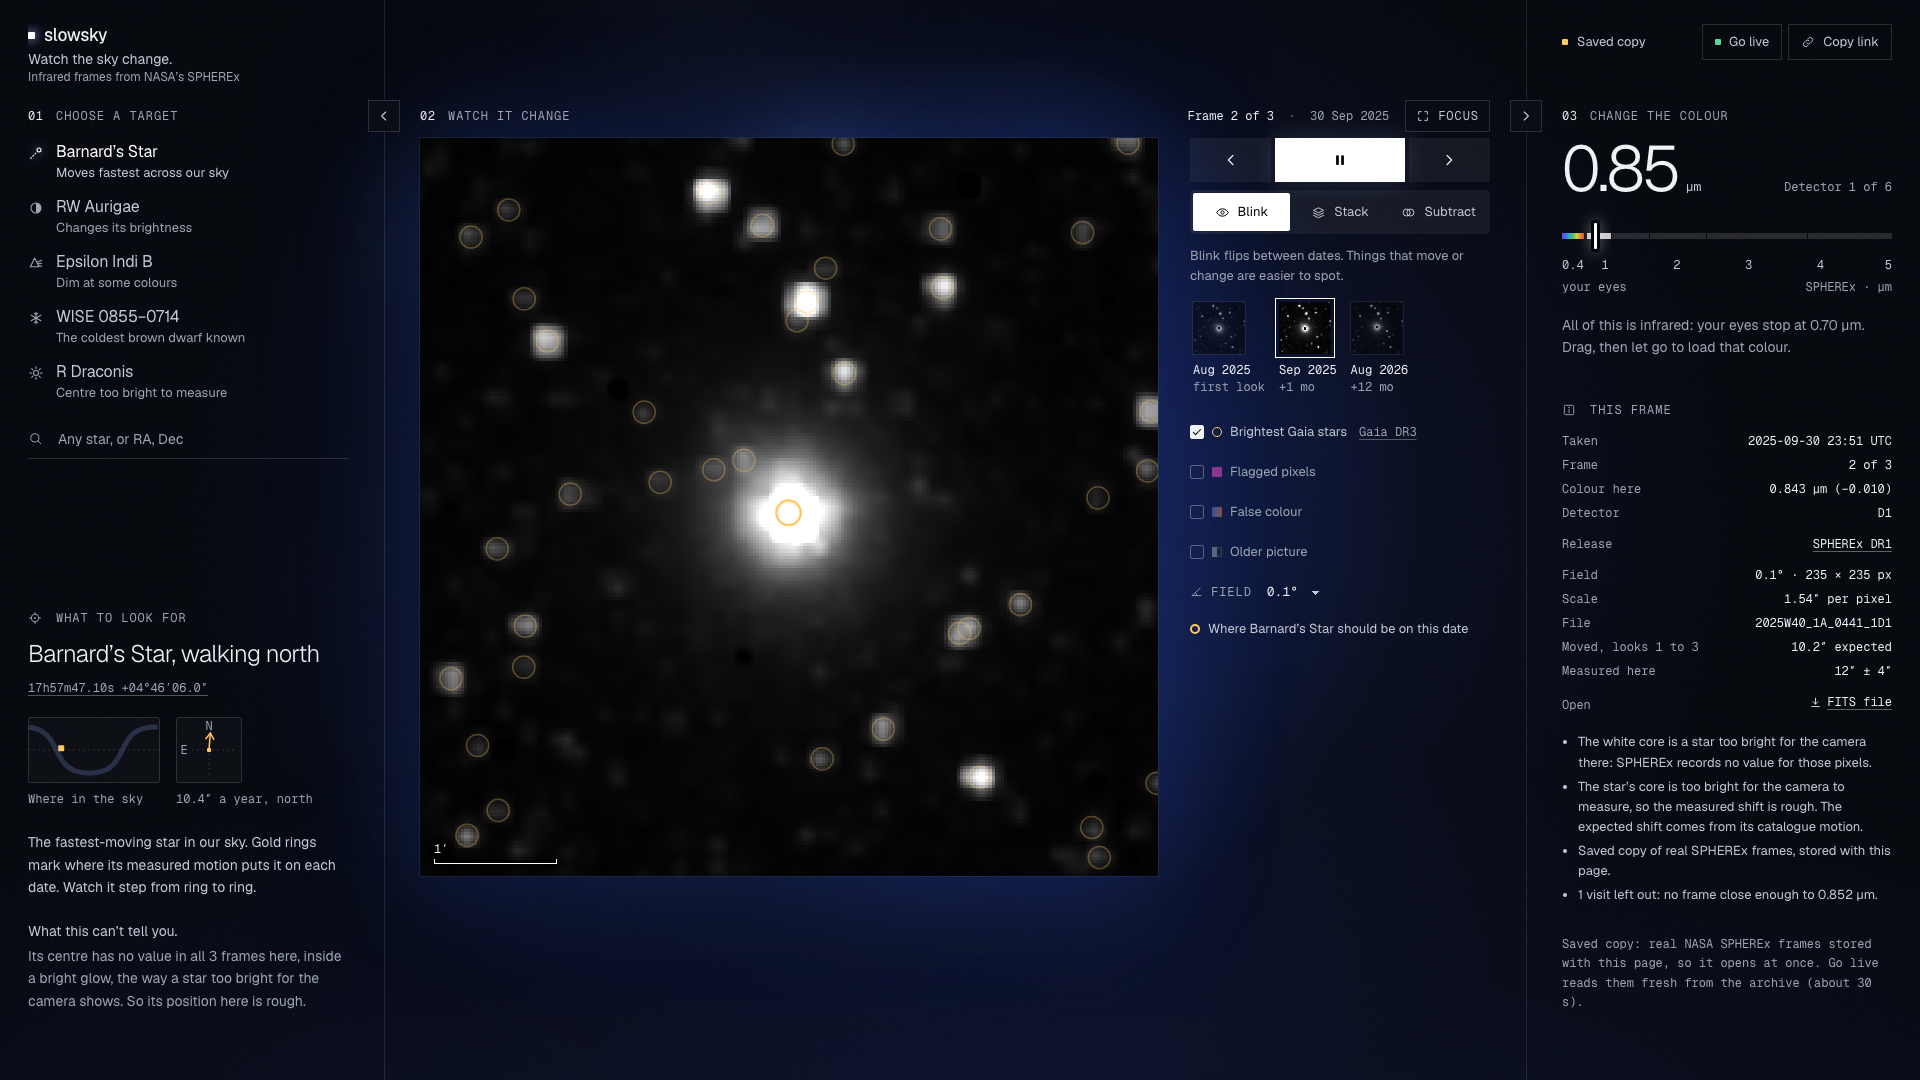 slowsky
Watch the sky change.
Infrared frames from NASA's SPHEREx
01 CHOOSE A TARGET
Barnard's Star
Moves fastest across our sky
RW Aurigae
Changes its brightness
Epsilon Indi B
Dim at some colours
WISE 0855−0714
The coldest brown dwarf known
R Draconis
Centre too bright to measure
Any star, or RA, Dec
WHAT TO LOOK FOR
Barnard's Star, walking north
17h57m47.10s +04°46′06.0″
N
E
Where in the sky
10.4″ a year, north
The fastest-moving star in our sky. Gold rings
mark where its measured motion puts it on each
date. Watch it step from ring to ring.
What this can't tell you.
Its centre has no value in all 3 frames here, inside
a bright glow, the way a star too bright for the
camera shows. So its position here is rough.
02 WATCH IT CHANGE
Frame 2 of 3 · 30 Sep 2025
FOCUS
1′
Blink
Stack
Subtract
Blink flips between dates. Things that move or
change are easier to spot.
Aug 2025
first look
Sep 2025
+1 mo
Aug 2026
+12 mo
Brightest Gaia stars Gaia DR3
Flagged pixels
False colour
Older picture
FIELD 0.1°
Where Barnard's Star should be on this date
Saved copy
Go live
Copy link
03 CHANGE THE COLOUR
0.85 µm
Detector 1 of 6
0.4 1 2 3 4 5
your eyes
SPHEREx · µm
All of this is infrared: your eyes stop at 0.70 µm.
Drag, then let go to load that colour.
THIS FRAME
Taken 2025-09-30 23:51 UTC
Frame 2 of 3
Colour here 0.843 µm (−0.010)
Detector D1
Release SPHEREx DR1
Field 0.1° · 235 × 235 px
Scale 1.54″ per pixel
File 2025W40_1A_0441_1D1
Moved, looks 1 to 3 10.2″ expected
Measured here 12″ ± 4″
Open FITS file
• The white core is a star too bright for the camera
there: SPHEREx records no value for those pixels.
• The star's core is too bright for the camera to
measure, so the measured shift is rough. The
expected shift comes from its catalogue motion.
• Saved copy of real SPHEREx frames, stored with this
page.
• 1 visit left out: no frame close enough to 0.852 µm.
Saved copy: real NASA SPHEREx frames stored
with this page, so it opens at once. Go live
reads them fresh from the archive (about 30
s).